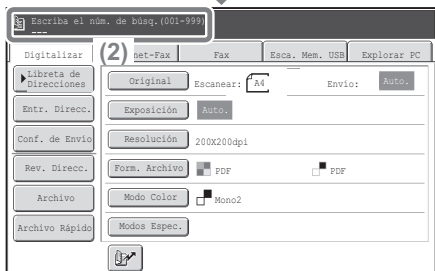 Escriba el núm. de búsq.(001-999)
---
Digitalizar (2) net-Fax Fax Esca. Mem. USB Explorar PC
Libreta de Direcciones
Original Escanear: A4 Envío: Auto.
Entr. Direcc.
Exposición Auto.
Conf. de Envío
Resolución 200X200dpi
Rev. Direcc.
Form. Archivo PDF PDF
Archivo
Modo Color Mono2
Archivo Rápido
Modos Espec.